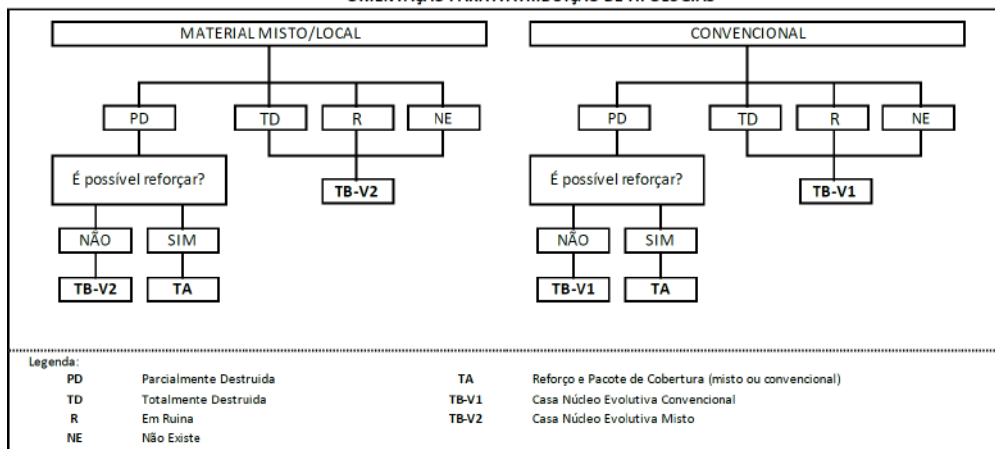 MATERIAL MISTO/LOCAL
PD
TD
R
NE
É possível reforçar?
TB-V2
NÃO
SIM
TB-V2
TA
CONVENCIONAL
PD
TD
R
NE
É possível reforçar?
TB-V1
NÃO
SIM
TB-V1
TA
Legenda:
PD Parcialmente Destruida
TD Totalmente Destruida
R Em Ruina
NE Não Existe
TA Reforço e Pacote de Cobertura (misto ou convencional)
TB-V1 Casa Núcleo Evolutiva Convencional
TB-V2 Casa Núcleo Evolutiva Misto